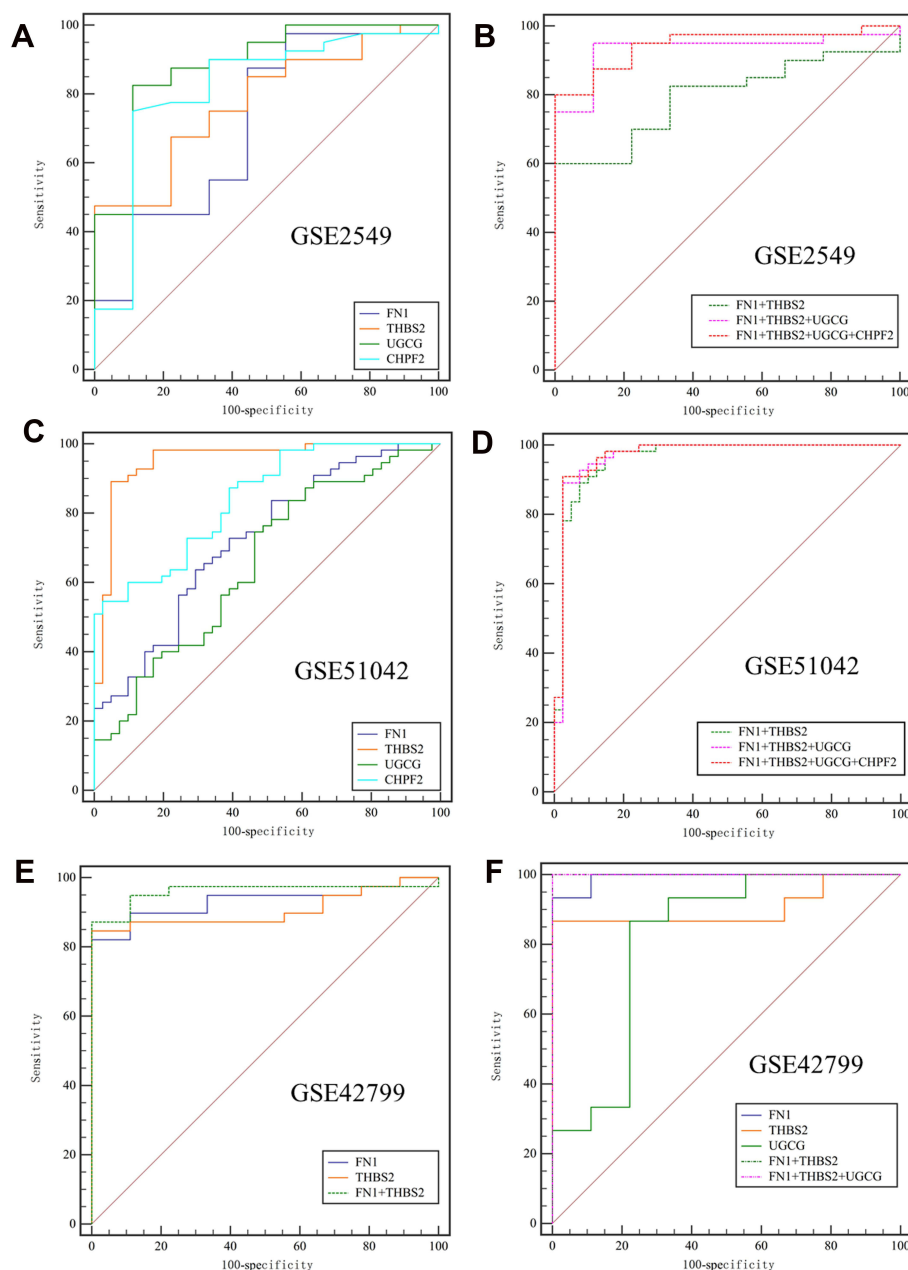 A
100
80
60
40
20
0
Sensitivity
GSE2549
FN1
THBS2
UGCG
CHPF2
0 20 40 60 80 100
100-specificity
B
100
80
60
40
20
0
Sensitivity
GSE2549
FN1+THBS2
FN1+THBS2+UGCG
FN1+THBS2+UGCG+CHPF2
0 20 40 60 80 100
100-specificity
C
100
80
60
40
20
0
Sensitivity
GSE51042
FN1
THBS2
UGCG
CHPF2
0 20 40 60 80 100
100-specificity
D
100
80
60
40
20
0
Sensitivity
GSE51042
FN1+THBS2
FN1+THBS2+UGCG
FN1+THBS2+UGCG+CHPF2
0 20 40 60 80 100
100-specificity
E
100
80
60
40
20
0
Sensitivity
GSE42799
FN1
THBS2
FN1+THBS2
0 20 40 60 80 100
100-specificity
F
100
80
60
40
20
0
Sensitivity
GSE42799
FN1
THBS2
UGCG
FN1+THBS2
FN1+THBS2+UGCG
0 20 40 60 80 100
100-specificity